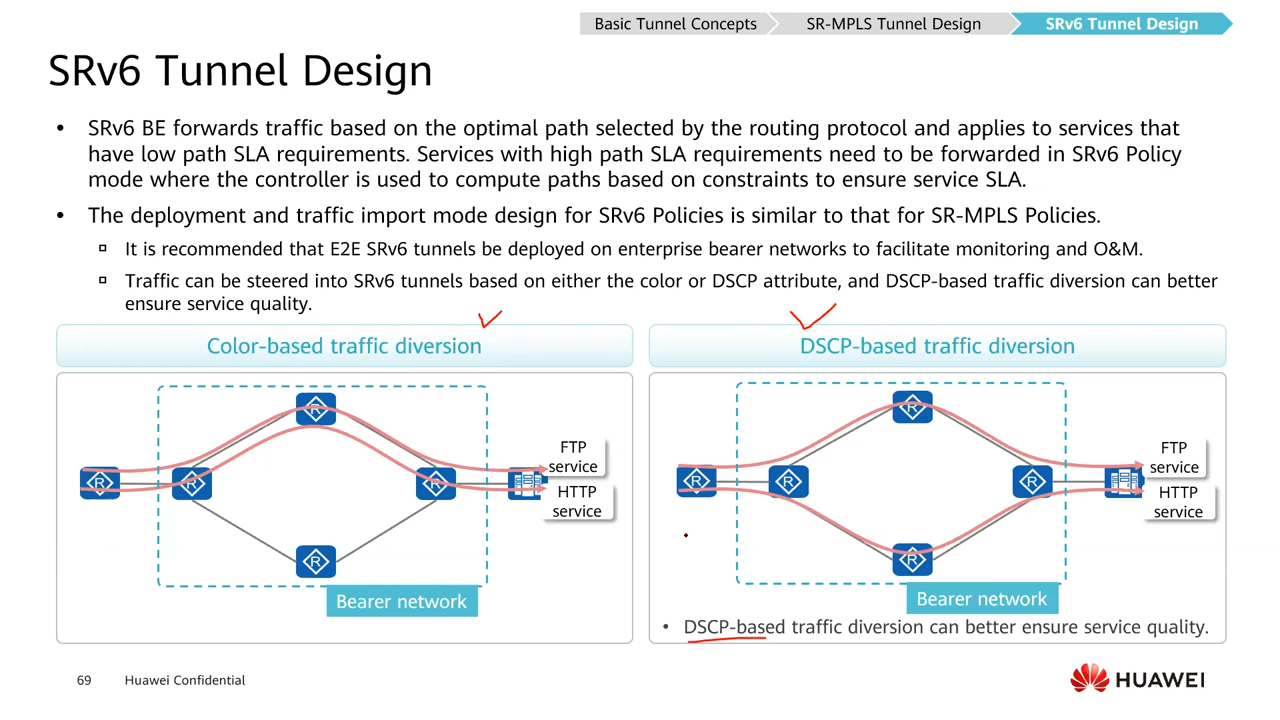 Basic Tunnel Concepts
SR-MPLS Tunnel Design
SRv6 Tunnel Design
SRv6 Tunnel Design
• SRv6 BE forwards traffic based on the optimal path selected by the routing protocol and applies to services that
have low path SLA requirements. Services with high path SLA requirements need to be forwarded in SRv6 Policy
mode where the controller is used to compute paths based on constraints to ensure service SLA.
• The deployment and traffic import mode design for SRv6 Policies is similar to that for SR-MPLS Policies.
▫ It is recommended that E2E SRv6 tunnels be deployed on enterprise bearer networks to facilitate monitoring and O&M.
▫ Traffic can be steered into SRv6 tunnels based on either the color or DSCP attribute, and DSCP-based traffic diversion can better
ensure service quality.
Color-based traffic diversion
R
R
R
R
R
FTP
service
HTTP
service
Bearer network
DSCP-based traffic diversion
R
R
R
R
R
FTP
service
HTTP
service
Bearer network
• DSCP-based traffic diversion can better ensure service quality.
69
Huawei Confidential
HUAWEI